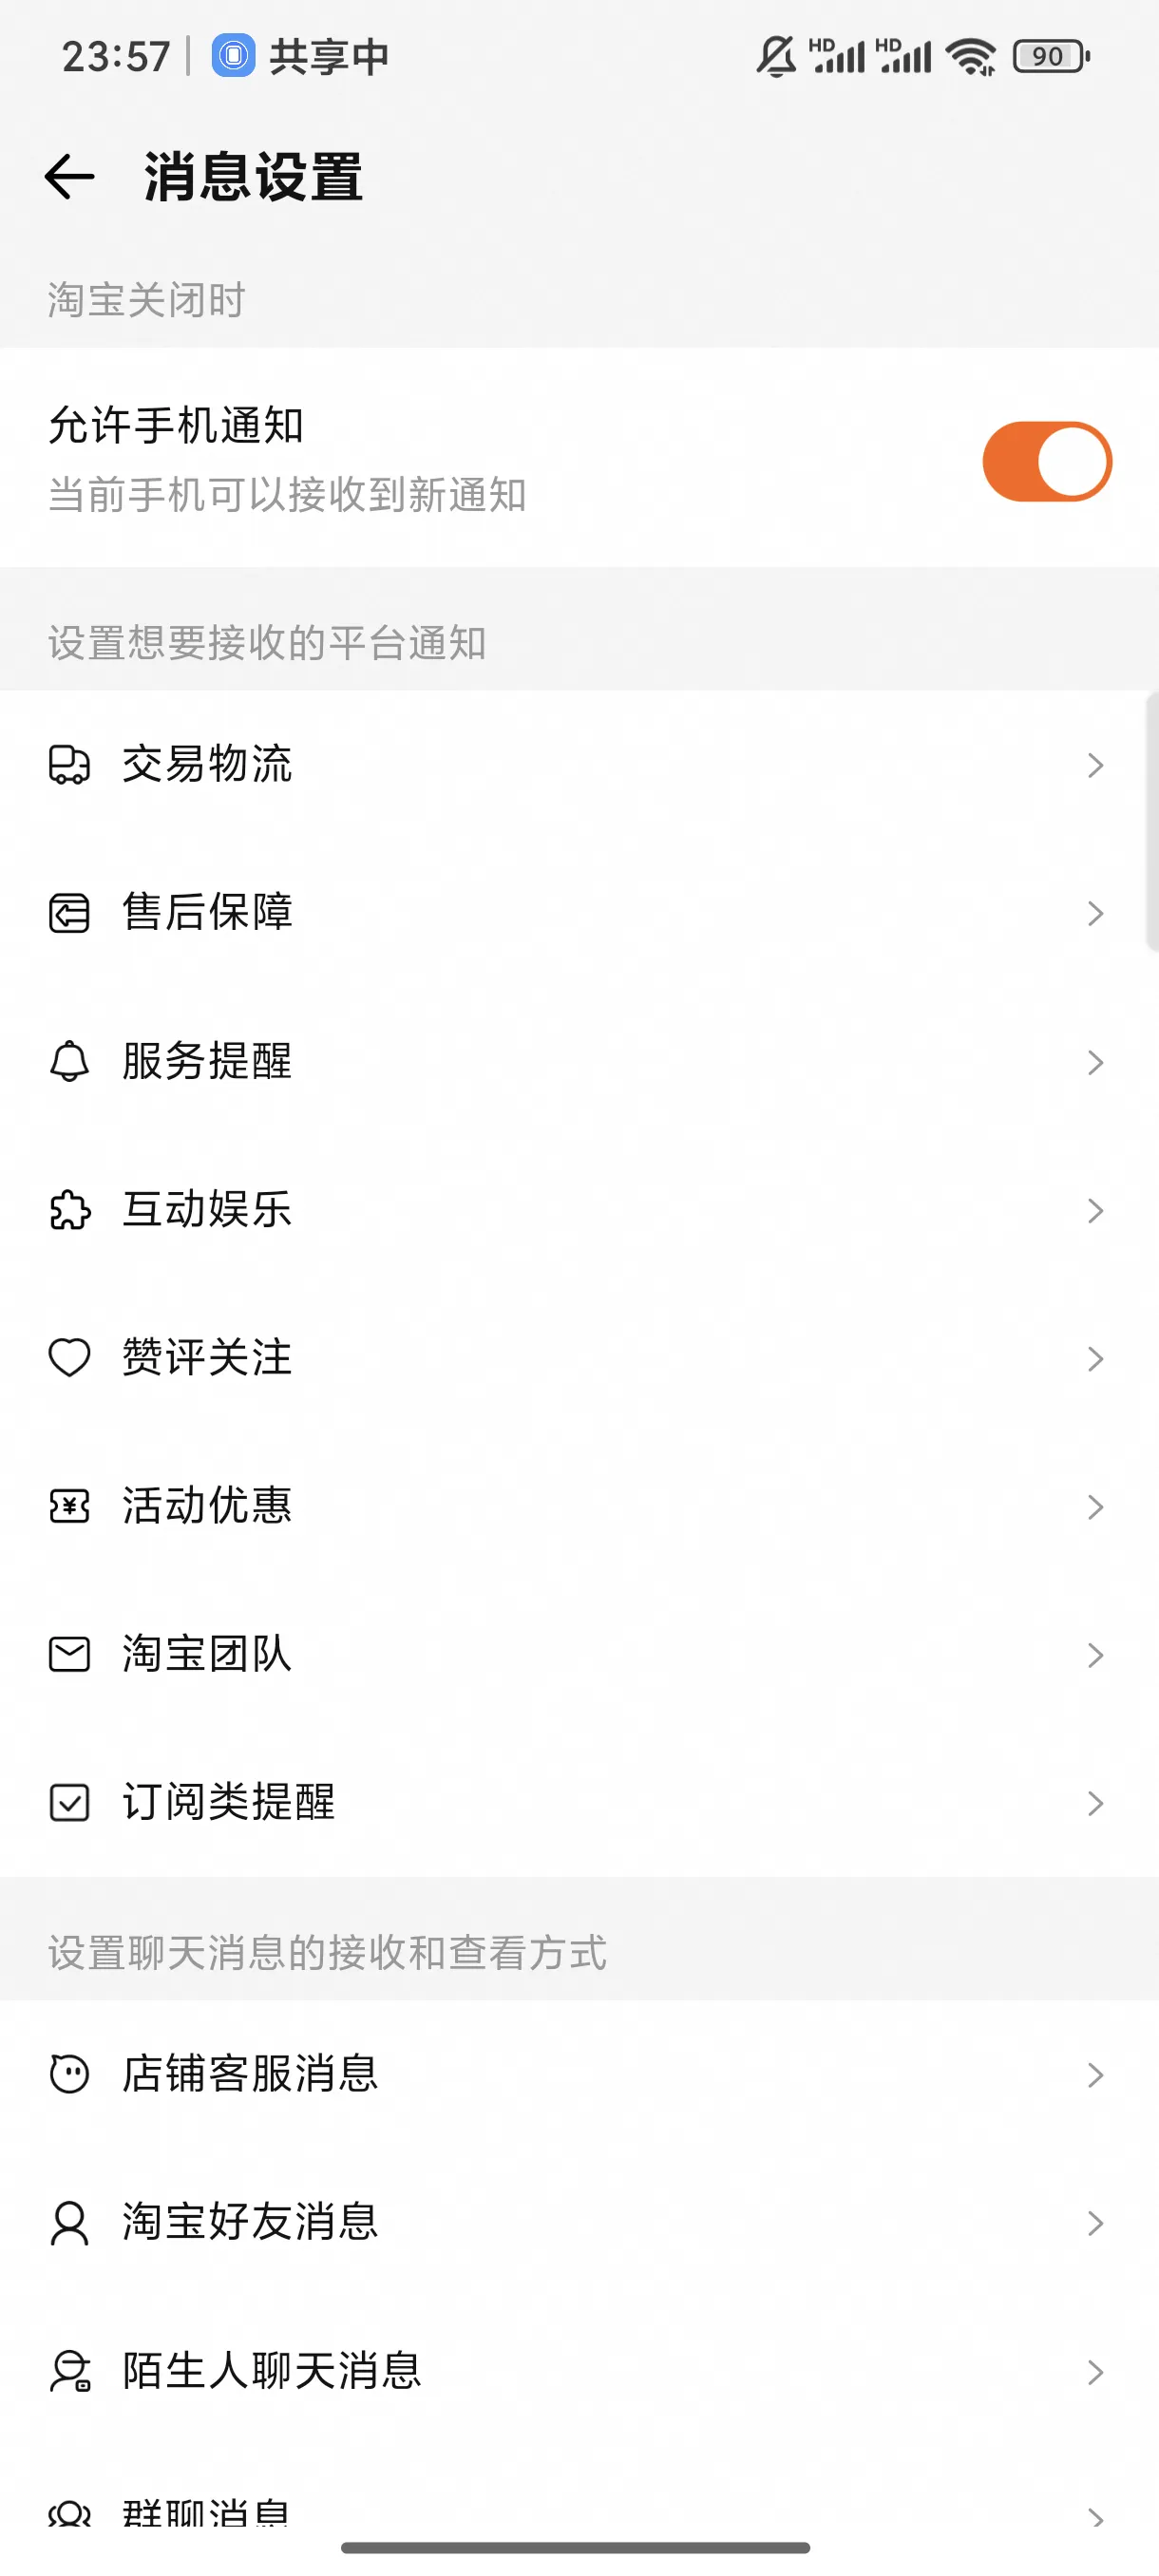 23:57 共享中 HD HD 90
消息设置
淘宝关闭时
允许手机通知
当前手机可以接收到新通知
设置想要接收的平台通知
交易物流
售后保障
服务提醒
互动娱乐
赞评关注
活动优惠
淘宝团队
订阅类提醒
设置聊天消息的接收和查看方式
店铺客服消息
淘宝好友消息
陌生人聊天消息
群聊消息